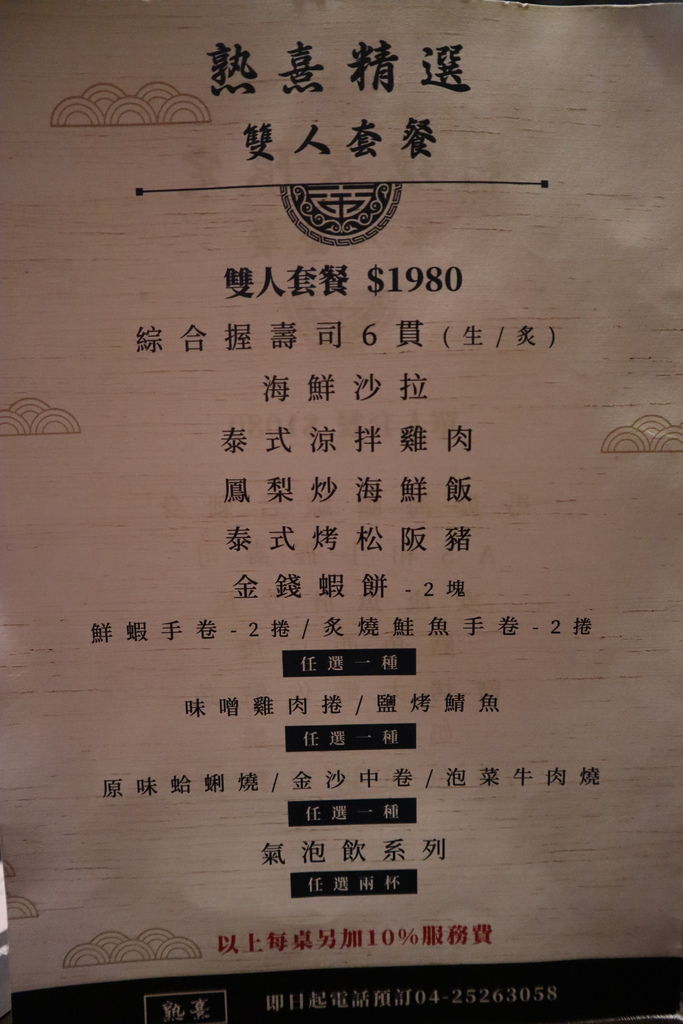 熟熹精選
雙人套餐
雙人套餐 $1980
綜合握壽司6貫(生/炙)
海鮮沙拉
泰式涼拌雞肉
鳳梨炒海鮮飯
泰式烤松阪豬
金錢蝦餅-2塊
鮮蝦手卷-2捲/炙燒鮭魚手卷-2捲
任選一種
味噌雞肉捲/鹽烤鯖魚
任選一種
原味蛤蜊燒/金沙中卷/泡菜牛肉燒
任選一種
氣泡飲系列
任選兩杯
以上每桌另加10%服務費
熟熹
即日起電話預訂04-25263058